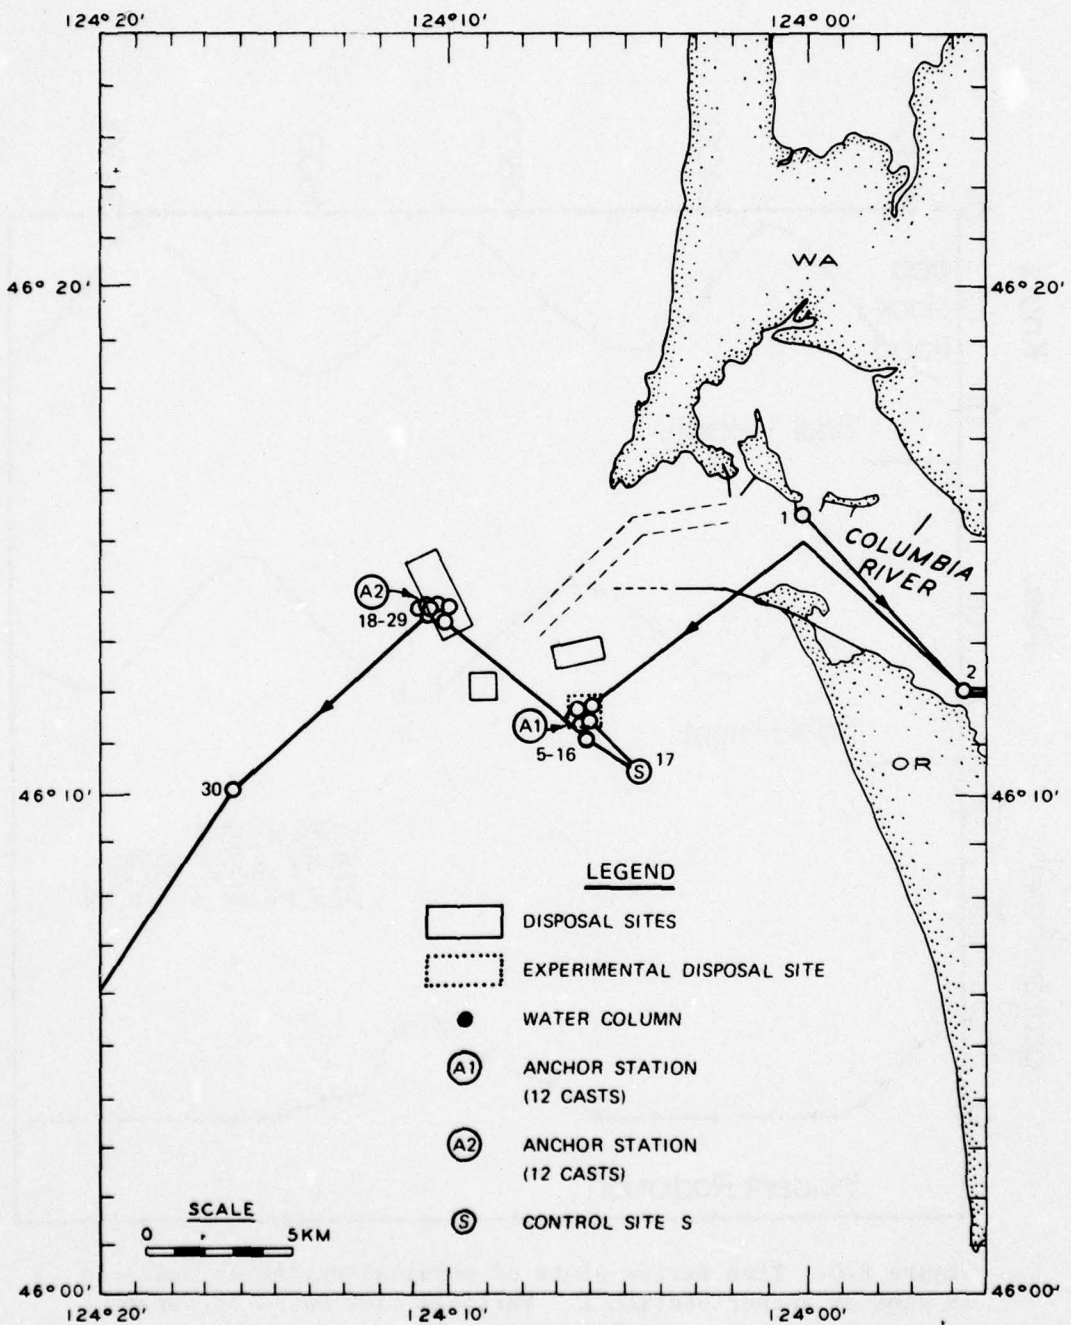 124° 20'
124° 10'
124° 00'
WA
46° 20'
46° 20'
1
COLUMBIA
RIVER
A2
18-29
2
A1
5-16
17
S
OR
30
46° 10'
46° 10'
LEGEND
DISPOSAL SITES
EXPERIMENTAL DISPOSAL SITE
WATER COLUMN
A1 ANCHOR STATION
(12 CASTS)
A2 ANCHOR STATION
(12 CASTS)
S CONTROL SITE S
SCALE
0 5 KM
46° 00'
46° 00'
124° 20'
124° 10'
124° 00'